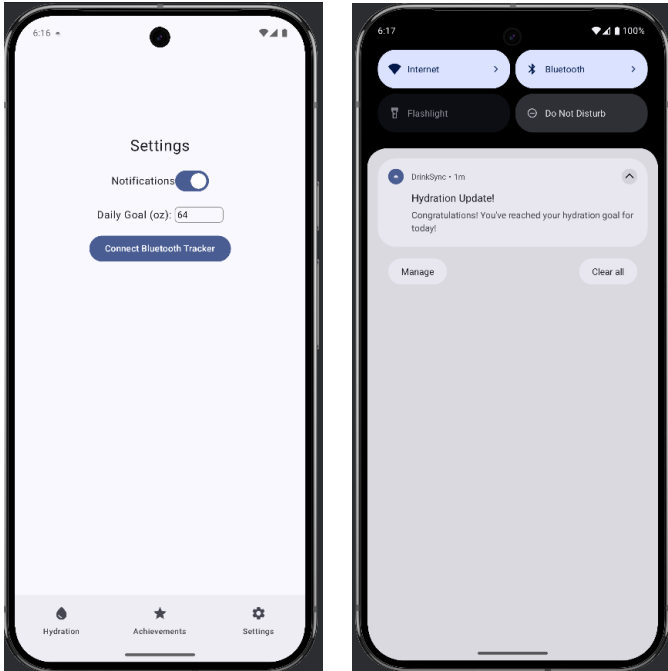 6:16
Settings
Notifications
Daily Goal (oz): 64
Connect Bluetooth Tracker
Hydration
Achievements
Settings
6:17
100%
Internet
Bluetooth
Flashlight
Do Not Disturb
DrinkSync • 1m
Hydration Update!
Congratulations! You've reached your hydration goal for
today!
Manage
Clear all